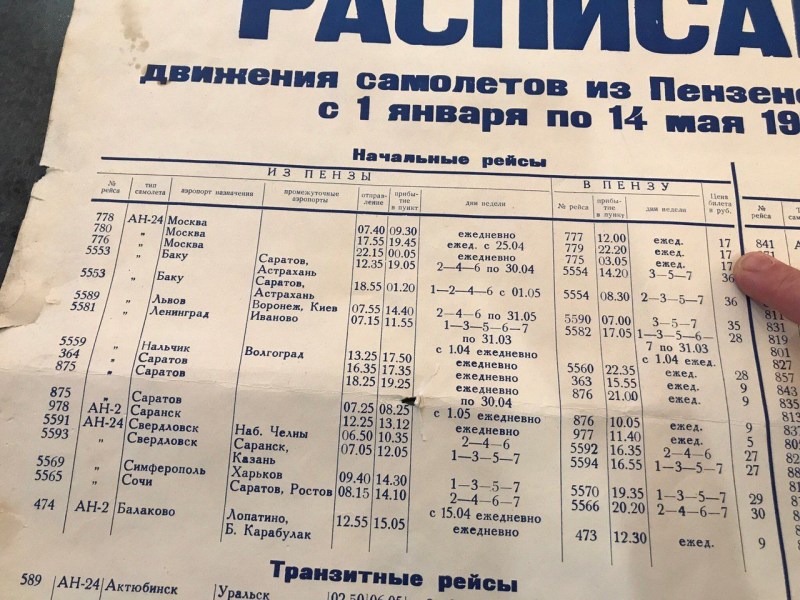 РАСПИСА
движения самолетов из Пензен
с 1 января по 14 мая 19
Начальные рейсы
ИЗ ПЕНЗЫ В ПЕНЗУ
№ рейса тип самолета аэропорт назначения промежуточные аэропорты отправление прибытие в пункт дни недели № рейса прибытие в пункт дни недели Цена билета в руб. № рейса
778 АН-24 Москва 07.40 09.30 ежедневно 777 12.00 ежед. 17 841
780 „ Москва 17.55 19.45 ежед. с 25.04 779 22.20 ежед. 17
776 „ Москва 22.15 00.05 ежедневно 775 03.05 ежед. 17
5553 „ Баку Саратов, Астрахань 12.35 19.05 2—4—6 по 30.04 5554 14.20 3—5—7 36
5553 „ Баку Саратов, Астрахань 18.55 01.20 1—2—4—6 с 01.05 5554 08.30 2—3—5—7 36
5589 „ Львов Воронеж, Киев 07.55 14.40 2—4—6 по 31.05 5590 07.00 3—5—7 35 831
5581 „ Ленинград Иваново 07.15 11.55 1—3—5—6—7 по 31.03 5582 17.05 1—3—5—6—7 по 31.03 28 819
с 1.04 ежедневно с 1.04 ежед. 801
5559 „ Нальчик Волгоград 13.25 17.50 ежедневно 5560 22.35 ежед. 28 857
364 „ Саратов 16.35 17.35 ежедневно 363 15.55 ежед. 9 843
875 „ Саратов 18.25 19.25 ежедневно по 30.04 876 21.00 ежед. 9 835
875 „ Саратов 07.25 08.25 с 1.05 ежедневно 876 10.05 ежед. 9
978 АН-2 Саранск 12.25 13.12 ежедневно 977 11.40 ежед. 5
5591 АН-24 Свердловск Наб. Челны 06.50 10.35 2—4—6 5592 16.35 2—4—6 27
5593 „ Свердловск Саранск, Казань 07.05 12.05 1—3—5—7 5594 16.55 1—3—5—7 27
5569 „ Симферополь Харьков 09.40 14.30 1—3—5—7 5570 19.35 1—3—5—7 29
5565 „ Сочи Саратов, Ростов 08.15 14.10 2—4—6—7 5566 20.20 2—4—6—7 30
с 15.04 ежедневно
474 АН-2 Балаково Лопатино, Б. Карабулак 12.55 15.05 ежедневно 473 12.30 ежед. 9
Транзитные рейсы
589 АН-24 Актюбинск Уральск